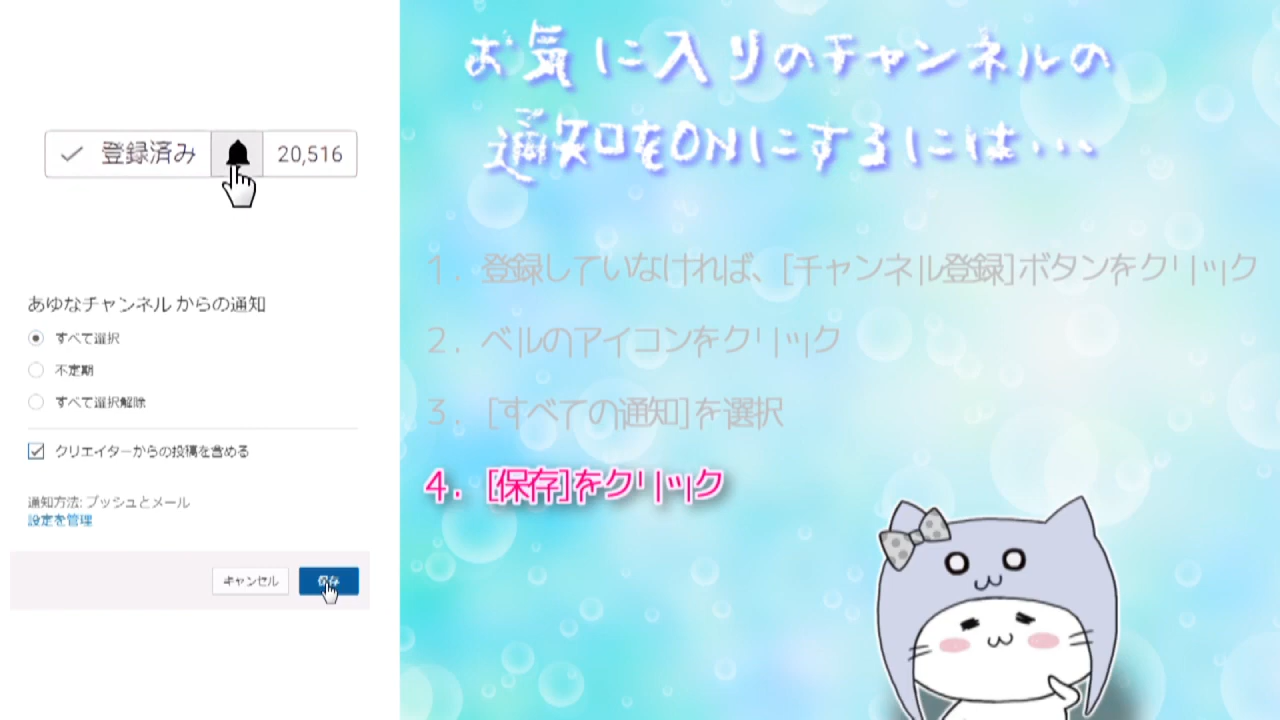 登録済み 20,516
あゆなチャンネル からの通知
すべて選択
不定期
すべて選択解除
クリエイターからの投稿を含める
通知方法: プッシュとメール
設定を管理
キャンセル 保存
お気に入りのチャンネルの
通知をONにするには・・・
1. 登録していなければ、[チャンネル登録]ボタンをクリック
2. ベルのアイコンをクリック
3. [すべての通知]を選択
4. [保存]をクリック